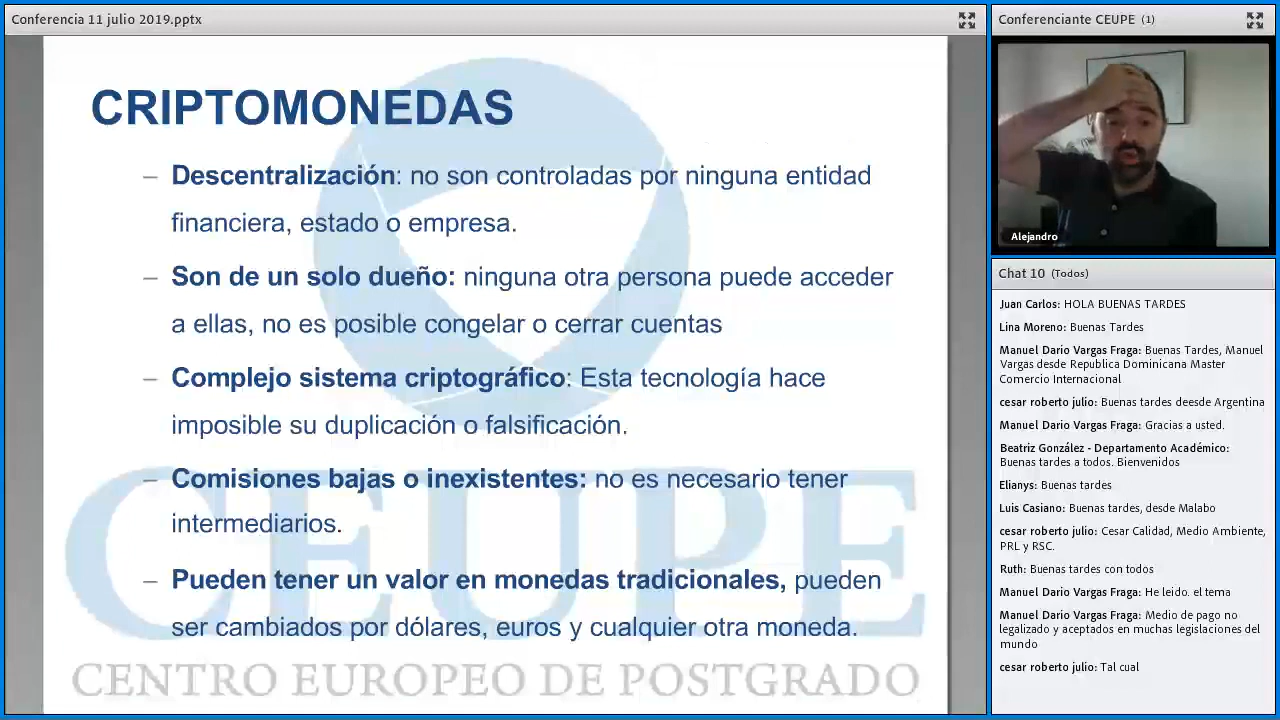 Conferencia 11 julio 2019.pptx
CRIPTOMONEDAS
– Descentralización: no son controladas por ninguna entidad
financiera, estado o empresa.
– Son de un solo dueño: ninguna otra persona puede acceder
a ellas, no es posible congelar o cerrar cuentas
– Complejo sistema criptográfico: Esta tecnología hace
imposible su duplicación o falsificación.
– Comisiones bajas o inexistentes: no es necesario tener
intermediarios.
– Pueden tener un valor en monedas tradicionales, pueden
ser cambiados por dólares, euros y cualquier otra moneda.
CEUPE
CENTRO EUROPEO DE POSTGRADO
Conferenciante CEUPE (1)
Alejandro
Chat 10 (Todos)
Juan Carlos: HOLA BUENAS TARDES
Lina Moreno: Buenas Tardes
Manuel Darío Vargas Fraga: Buenas Tardes, Manuel
Vargas desde Republica Dominicana Master
Comercio Internacional
cesar roberto julio: Buenas tardes deesde Argentina
Manuel Darío Vargas Fraga: Gracias a usted.
Beatriz González - Departamento Académico:
Buenas tardes a todos. Bienvenidos
Elianys: Buenas tardes
Luis Casiano: Buenas tardes, desde Malabo
cesar roberto julio: Cesar Calidad, Medio Ambiente,
PRL y RSC.
Ruth: Buenas tardes con todos
Manuel Darío Vargas Fraga: He leido. el tema
Manuel Darío Vargas Fraga: Medio de pago no
legalizado y aceptados en muchas legislaciones del
mundo
cesar roberto julio: Tal cual